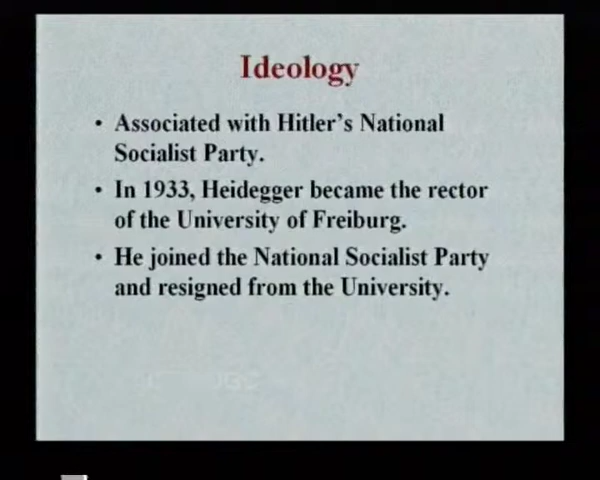 Ideology
• Associated with Hitler's National
Socialist Party.
• In 1933, Heidegger became the rector
of the University of Freiburg.
• He joined the National Socialist Party
and resigned from the University.